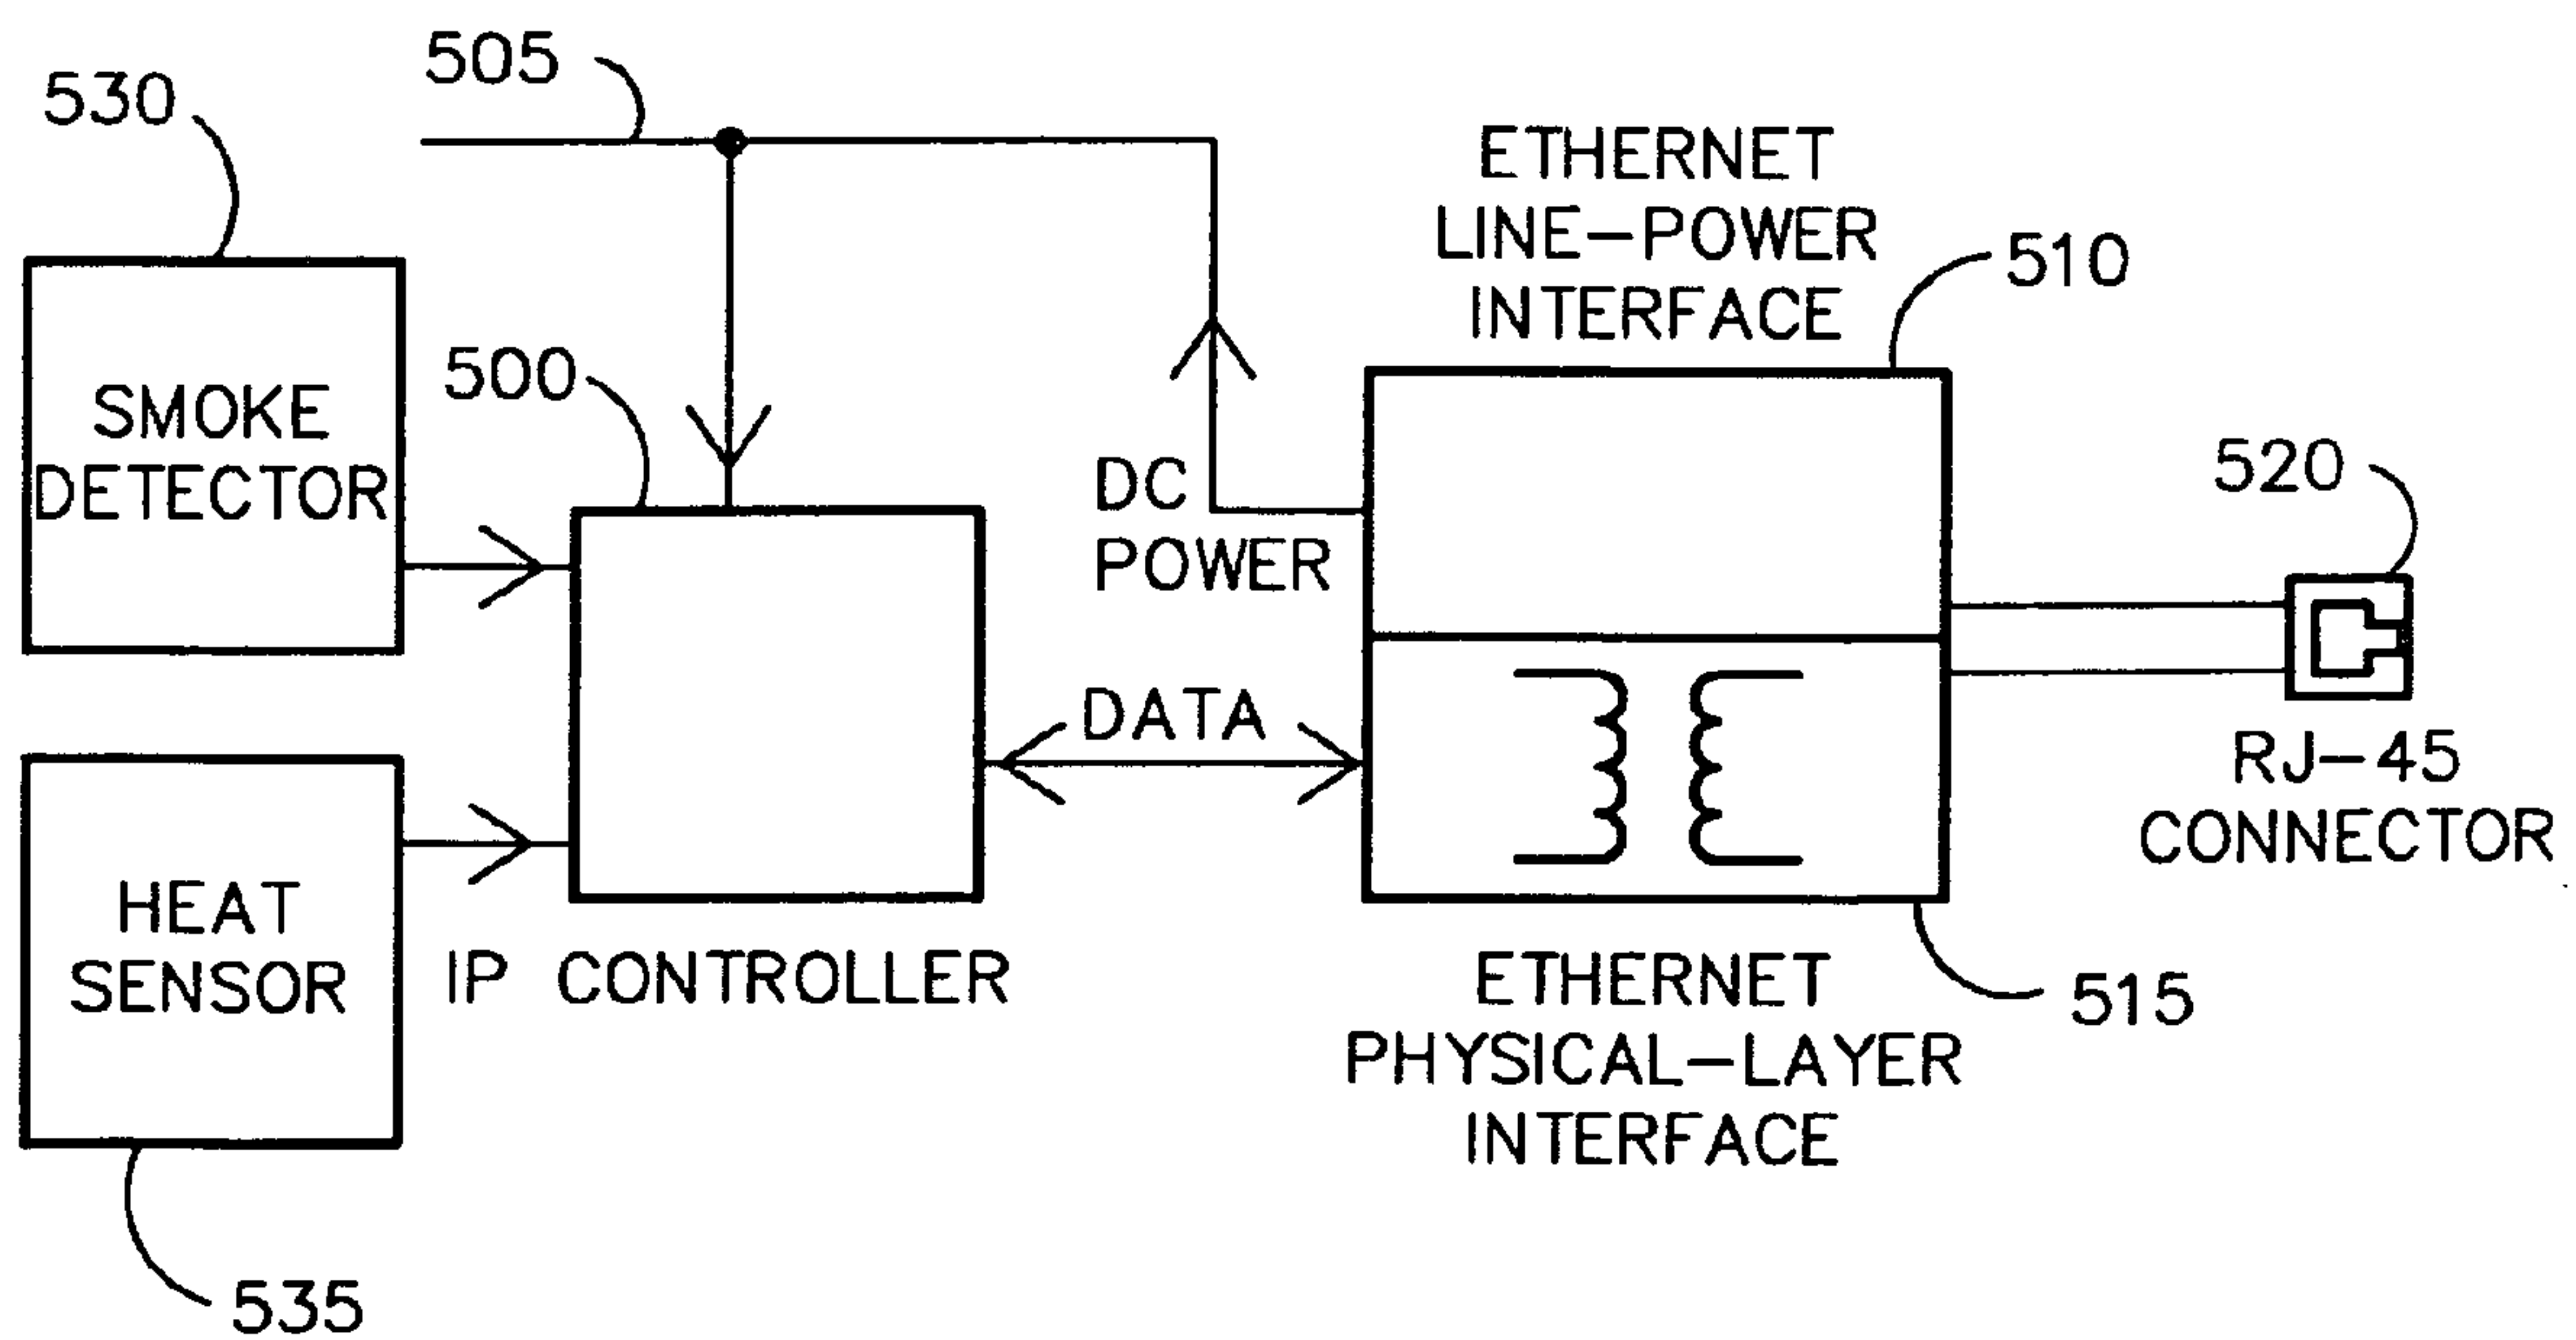 505
530
ETHERNET
LINE-POWER
INTERFACE
510
500
SMOKE
DETECTOR
DC
POWER
520
DATA
RJ-45
CONNECTOR
HEAT
SENSOR
IP CONTROLLER
ETHERNET
PHYSICAL-LAYER
INTERFACE
515
535